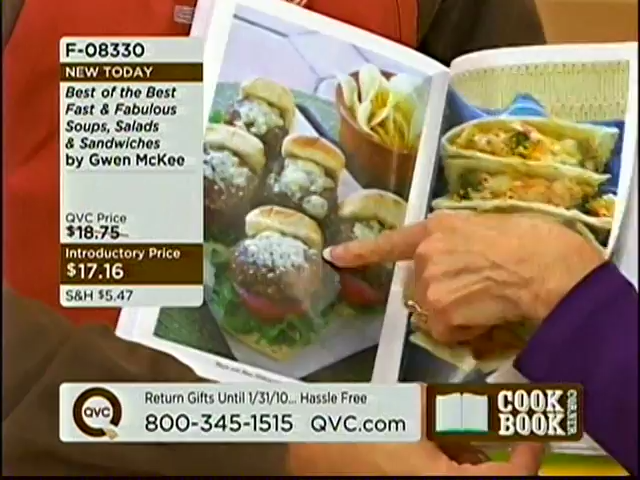 F-08330
NEW TODAY
Best of the Best
Fast & Fabulous
Soups, Salads
& Sandwiches
by Gwen McKee
QVC Price
$18.75
Introductory Price
$17.16
S&H $5.47
QVC
Return Gifts Until 1/31/10... Hassle Free
800-345-1515 QVC.com
COOK
BOOK
CORNER